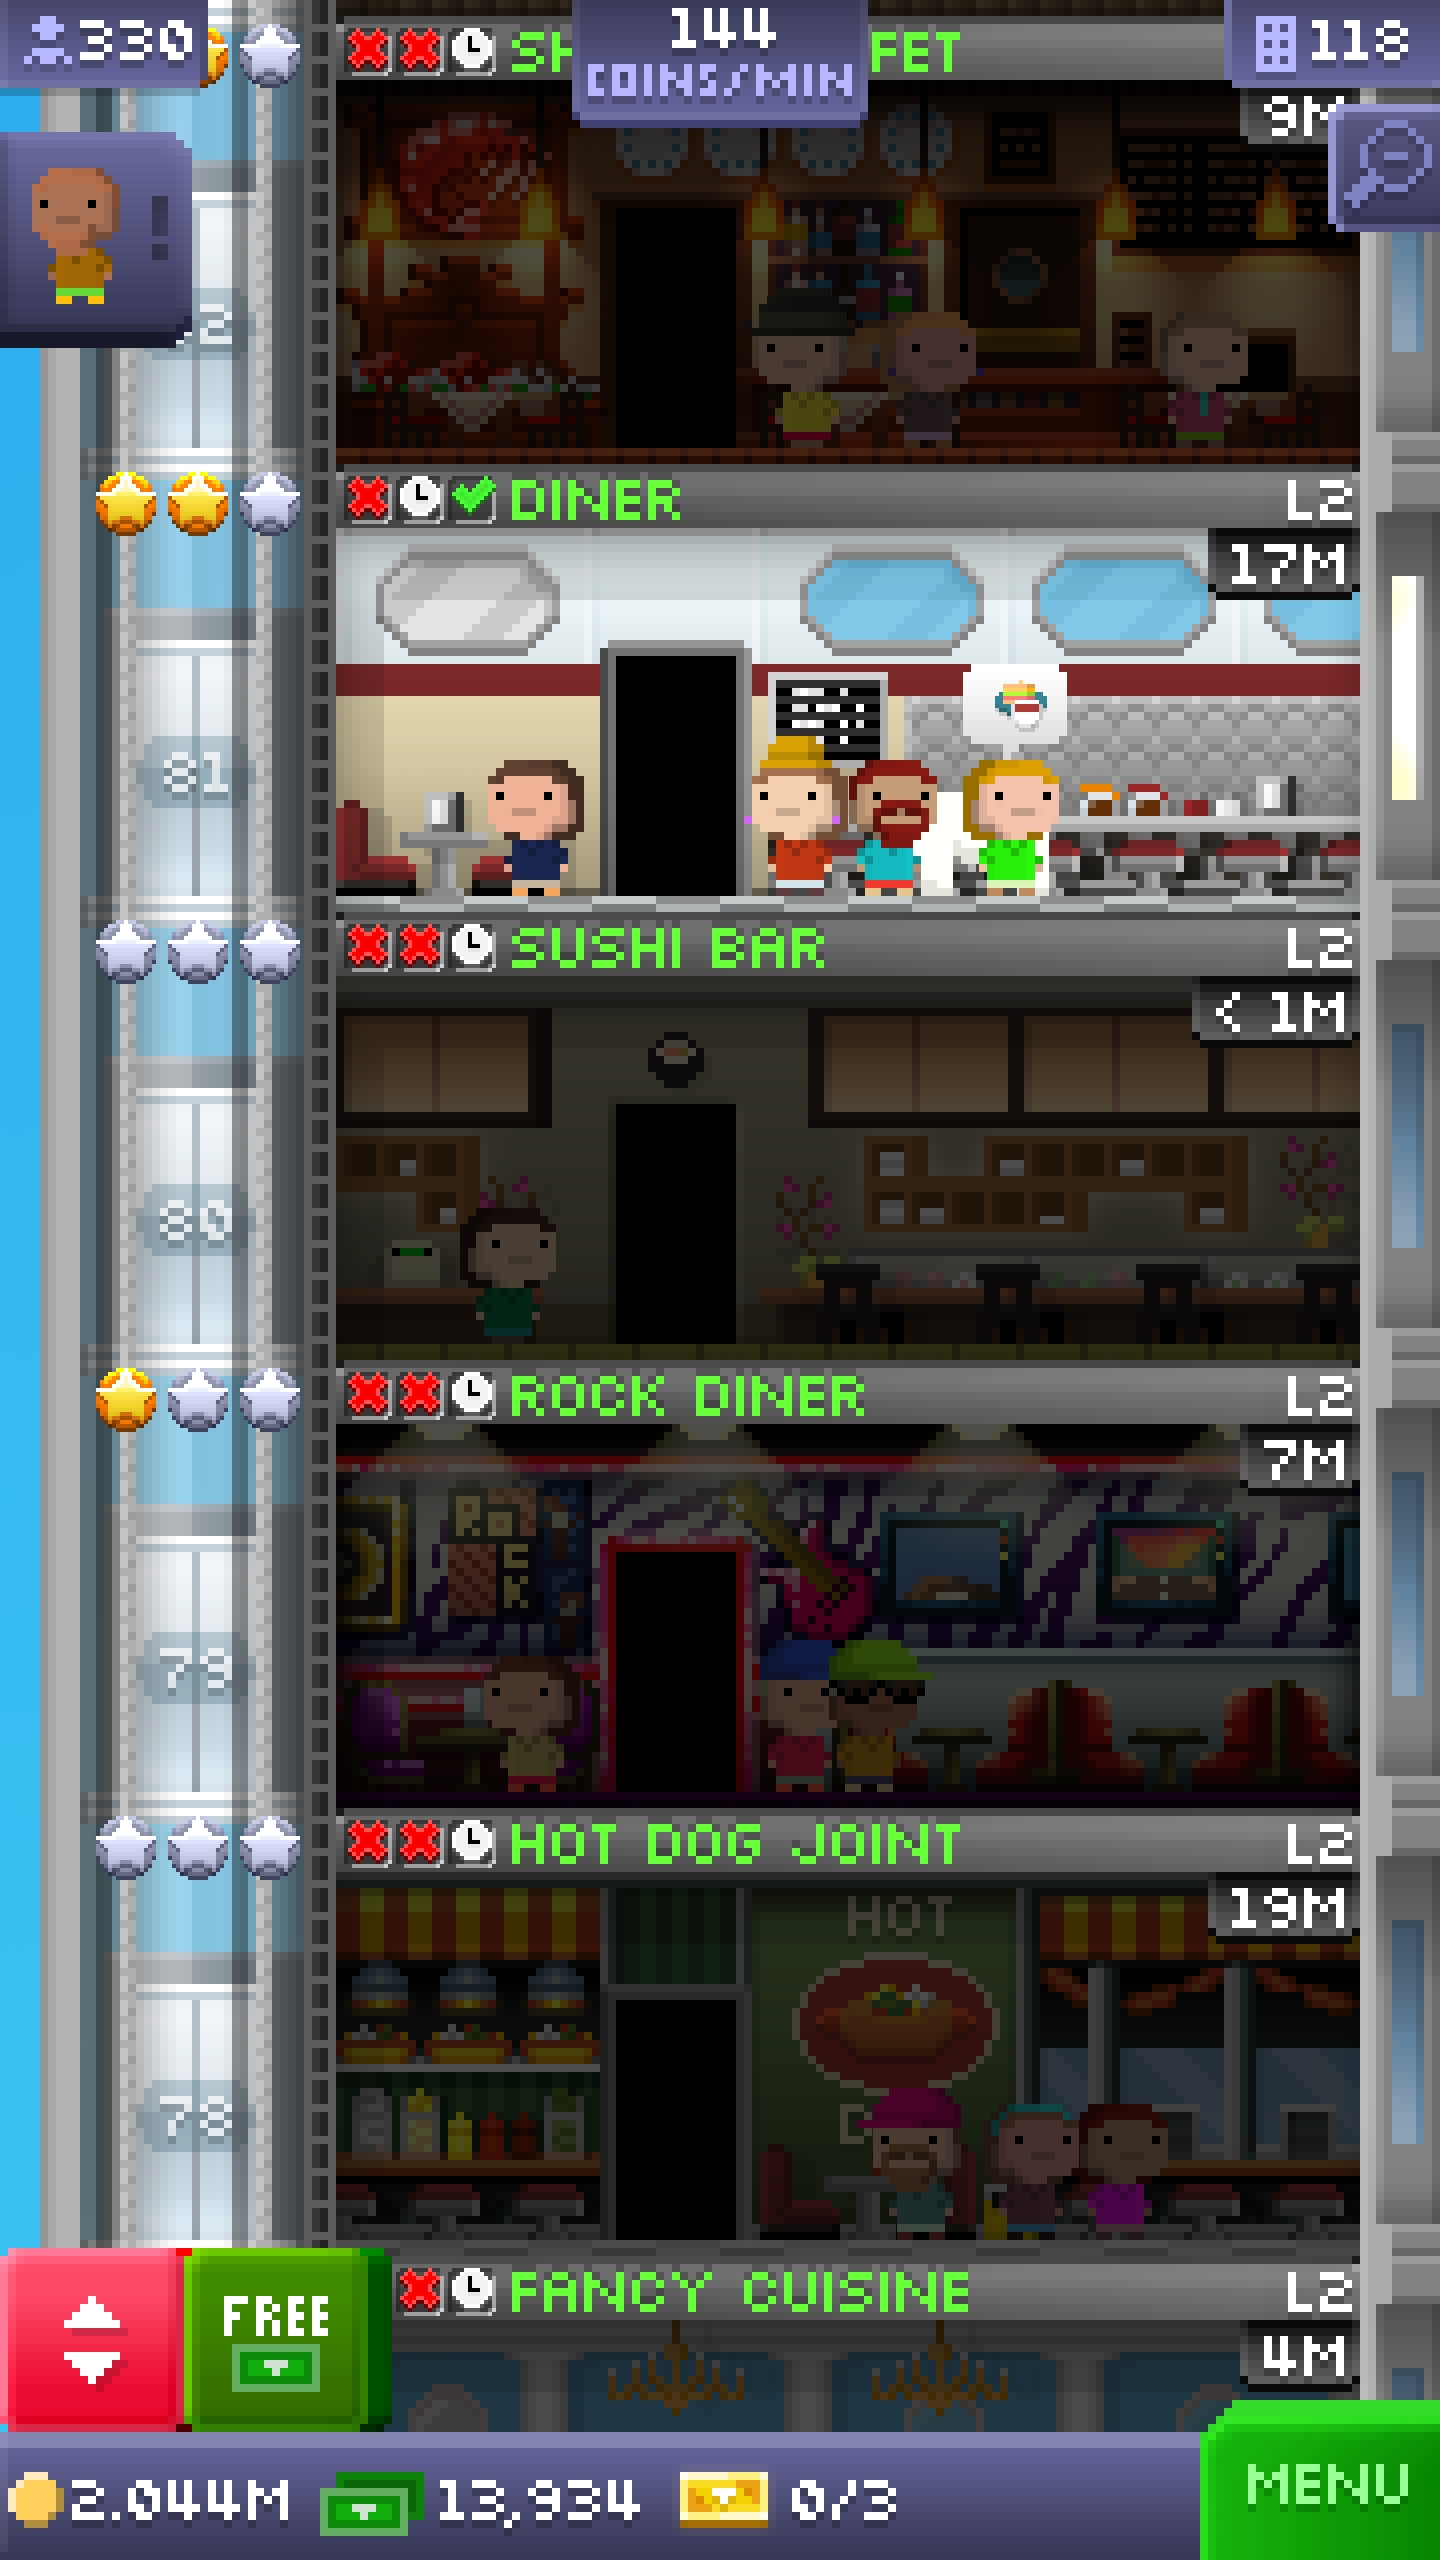 330
144
COINS/MIN
118
SH
FET
9M
!
DINER L2
17M
81
SUSHI BAR L2
< 1M
80
ROCK DINER L2
7M
ROCK
79
HOT DOG JOINT L2
19M
HOT
78
FANCY CUISINE L2
4M
FREE
2.044M 13,934 0/3
MENU